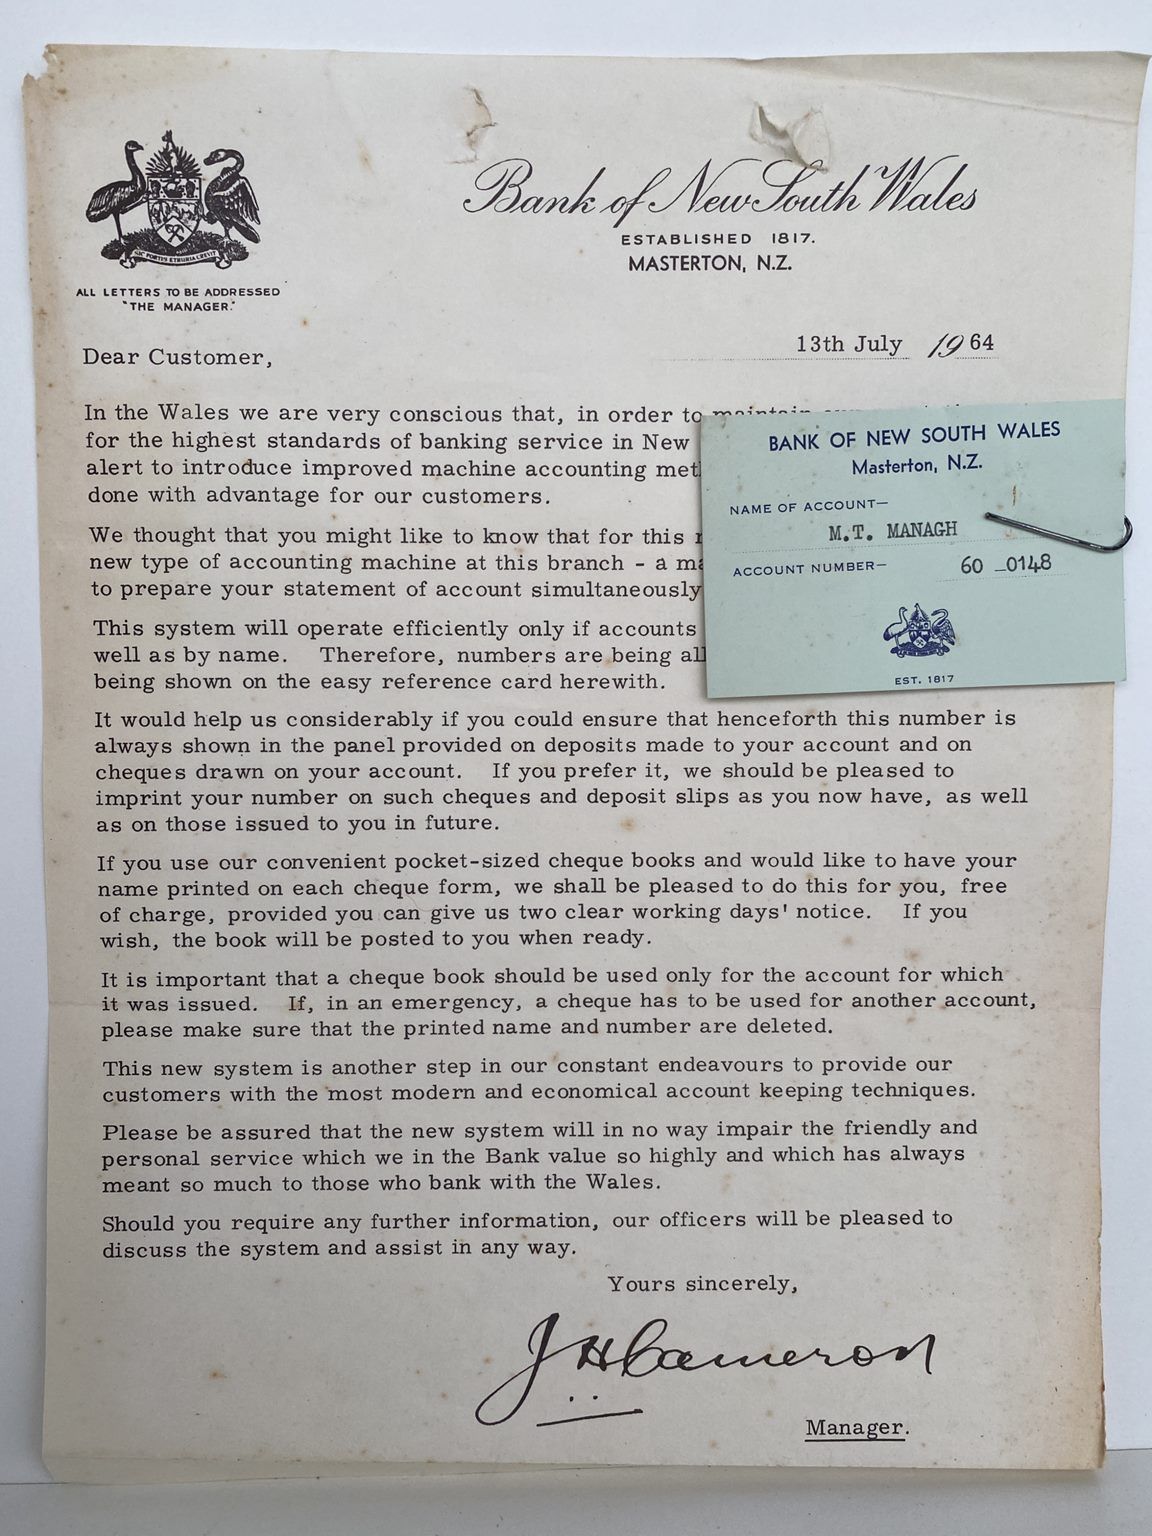 Bank of New South Wales
ESTABLISHED 1817.
MASTERTON, N.Z.
SIC FORTIS ETRURIA CREVIT
ALL LETTERS TO BE ADDRESSED
"THE MANAGER."
13th July 1964
Dear Customer,
In the Wales we are very conscious that, in order to maintain
for the highest standards of banking service in New
alert to introduce improved machine accounting
done with advantage for our customers.
We thought that you might like to know that for this
new type of accounting machine at this branch - a
to prepare your statement of account simultaneously
This system will operate efficiently only if accounts
well as by name. Therefore, numbers are being
being shown on the easy reference card herewith.
BANK OF NEW SOUTH WALES
Masterton, N.Z.
NAME OF ACCOUNT—
M.T. MANAGH
ACCOUNT NUMBER— 60 0148
EST. 1817
It would help us considerably if you could ensure that henceforth this number is
always shown in the panel provided on deposits made to your account and on
cheques drawn on your account. If you prefer it, we should be pleased to
imprint your number on such cheques and deposit slips as you now have, as well
as on those issued to you in future.
If you use our convenient pocket-sized cheque books and would like to have your
name printed on each cheque form, we shall be pleased to do this for you, free
of charge, provided you can give us two clear working days' notice. If you
wish, the book will be posted to you when ready.
It is important that a cheque book should be used only for the account for which
it was issued. If, in an emergency, a cheque has to be used for another account,
please make sure that the printed name and number are deleted.
This new system is another step in our constant endeavours to provide our
customers with the most modern and economical account keeping techniques.
Please be assured that the new system will in no way impair the friendly and
personal service which we in the Bank value so highly and which has always
meant so much to those who bank with the Wales.
Should you require any further information, our officers will be pleased to
discuss the system and assist in any way.
Yours sincerely,
J H Cameron
Manager.